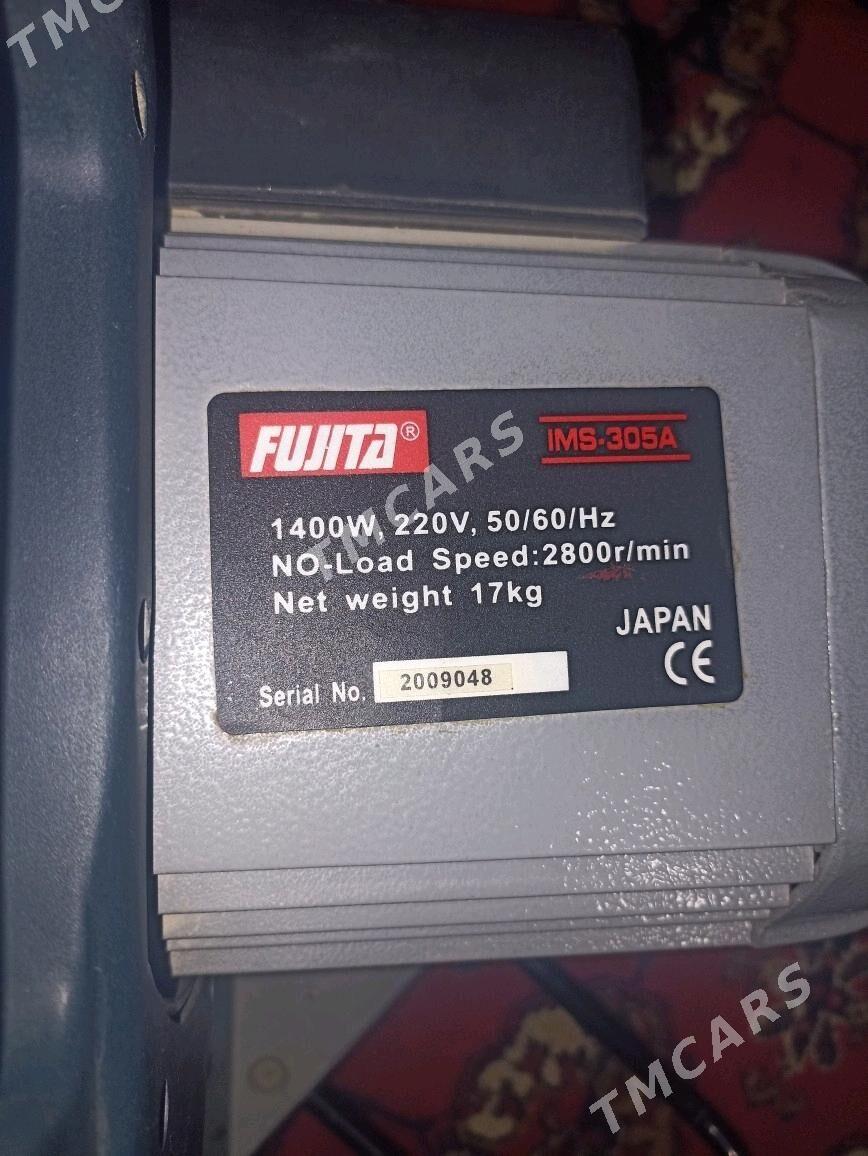 TMCARS
FUJITA®
IMS-305A
TMCARS
1400W, 220V, 50/60/Hz
NO-Load Speed:2800r/min
Net weight 17kg
JAPAN
CE
Serial No. 2009048
TMCARS